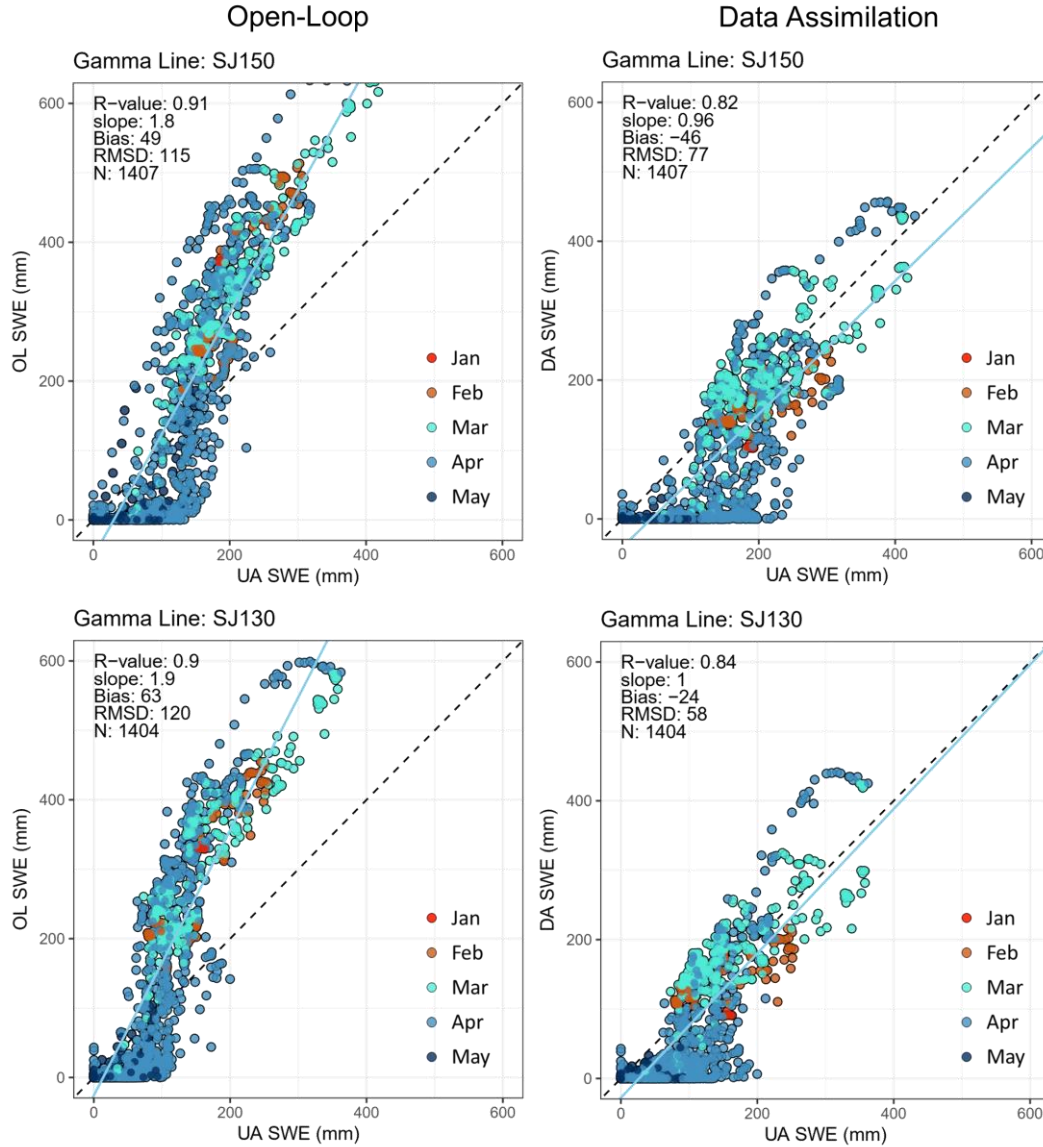 Open-Loop
Data Assimilation
Gamma Line: SJ150
R-value: 0.91
slope: 1.8
Bias: 49
RMSD: 115
N: 1407
OL SWE (mm)
600
400
200
0
Jan
Feb
Mar
Apr
May
0 200 400 600
UA SWE (mm)
Gamma Line: SJ150
R-value: 0.82
slope: 0.96
Bias: −46
RMSD: 77
N: 1407
DA SWE (mm)
600
400
200
0
Jan
Feb
Mar
Apr
May
0 200 400 600
UA SWE (mm)
Gamma Line: SJ130
R-value: 0.9
slope: 1.9
Bias: 63
RMSD: 120
N: 1404
OL SWE (mm)
600
400
200
0
Jan
Feb
Mar
Apr
May
0 200 400 600
UA SWE (mm)
Gamma Line: SJ130
R-value: 0.84
slope: 1
Bias: −24
RMSD: 58
N: 1404
DA SWE (mm)
600
400
200
0
Jan
Feb
Mar
Apr
May
0 200 400 600
UA SWE (mm)